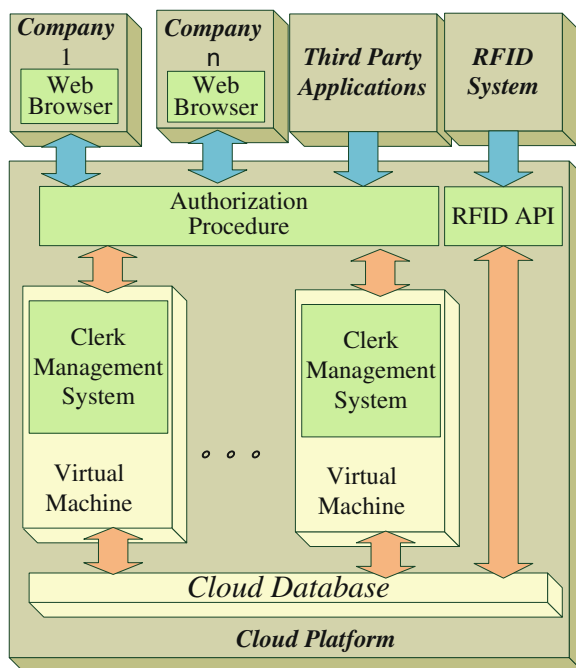 Company
1
Web
Browser
Company
n
Web
Browser
Third Party
Applications
RFID
System
Authorization
Procedure
RFID API
Clerk
Management
System
Virtual
Machine
Clerk
Management
System
Virtual
Machine
Cloud Database
Cloud Platform